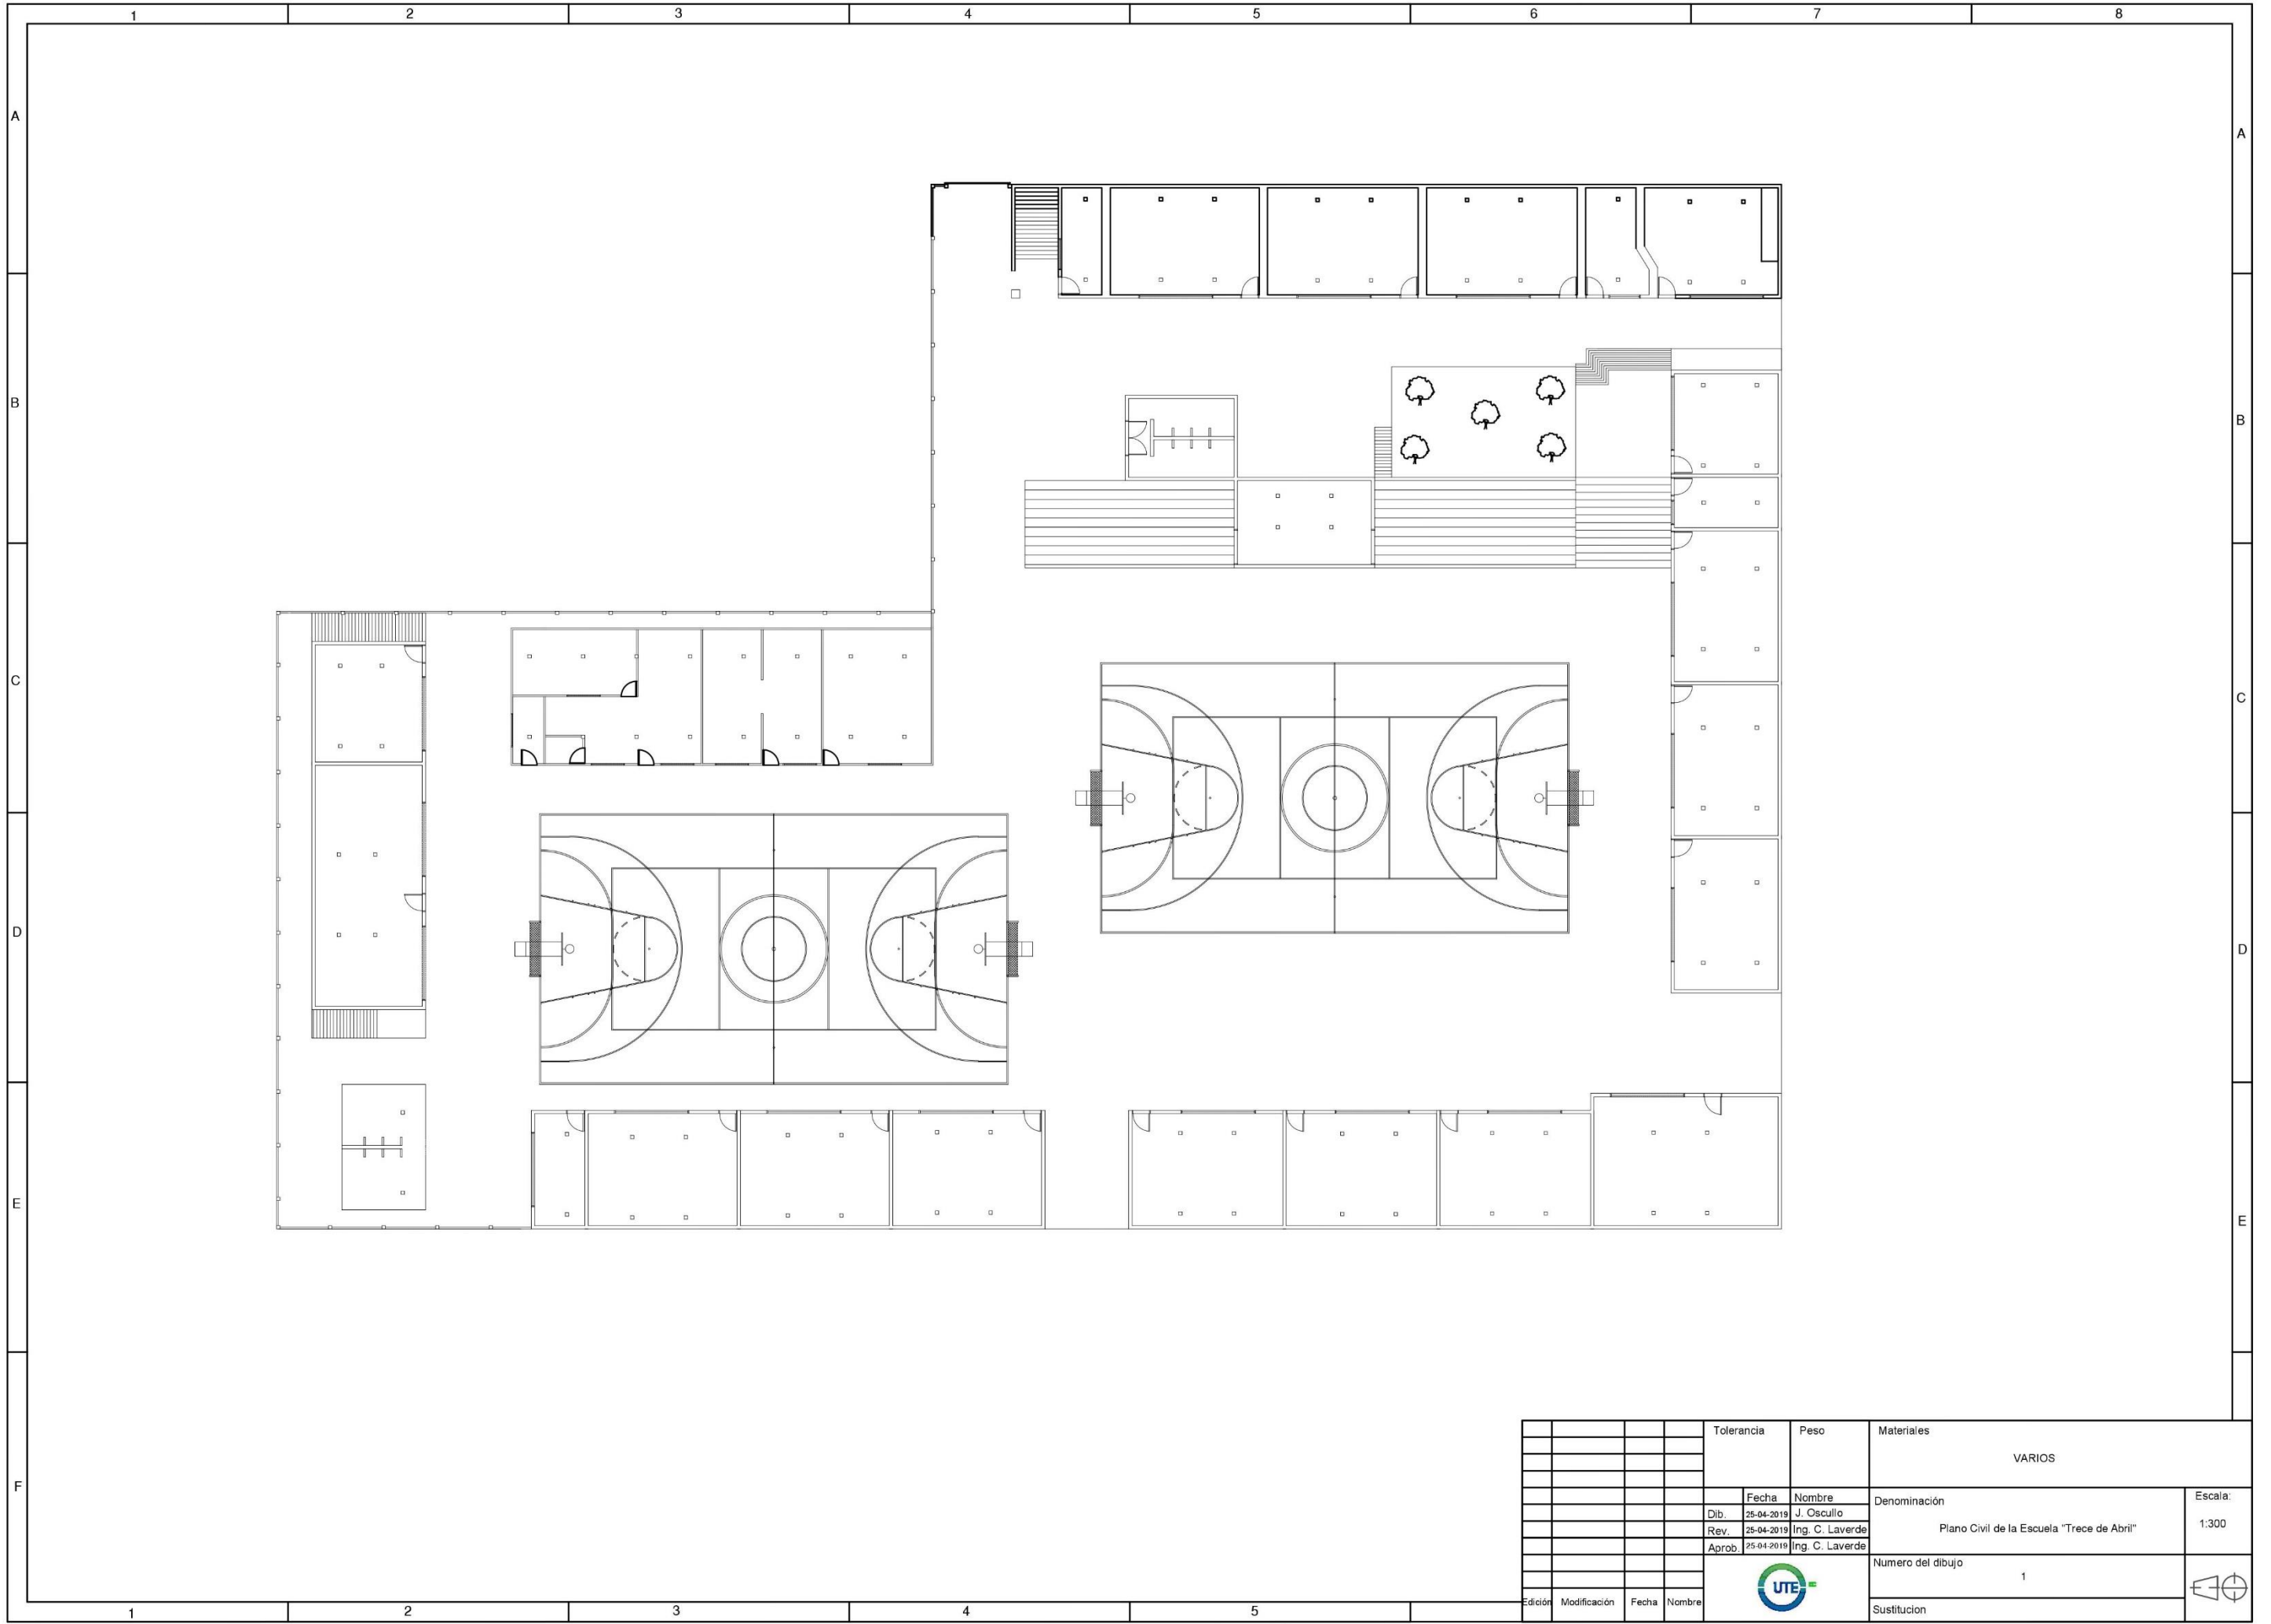 1 2 3 4 5 6 7 8
A A
B B
C C
D D
E E
F
Tolerancia Peso Materiales
VARIOS
Fecha Nombre Denominación Escala:
Dib. 25-04-2019 J. Oscullo
Rev. 25-04-2019 Ing. C. Laverde Plano Civil de la Escuela "Trece de Abril" 1:300
Aprob. 25-04-2019 Ing. C. Laverde
Numero del dibujo
1
UTE
Edición Modificación Fecha Nombre Sustitucion
1 2 3 4 5